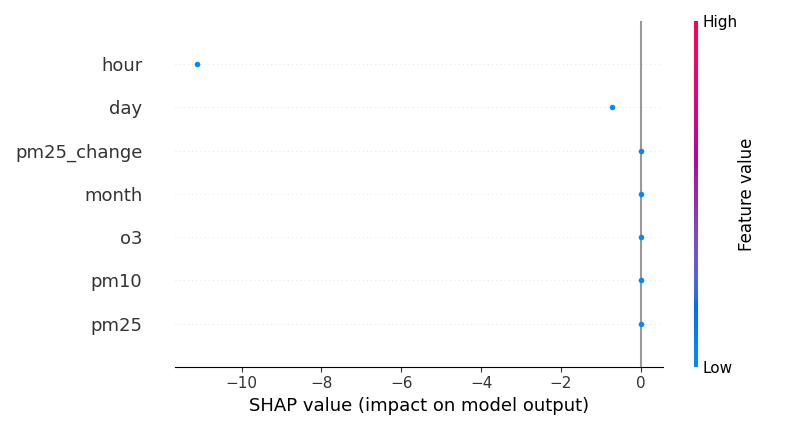 High
hour
day
pm25_change
month
o3
pm10
pm25
Feature value
Low
−10 −8 −6 −4 −2 0
SHAP value (impact on model output)